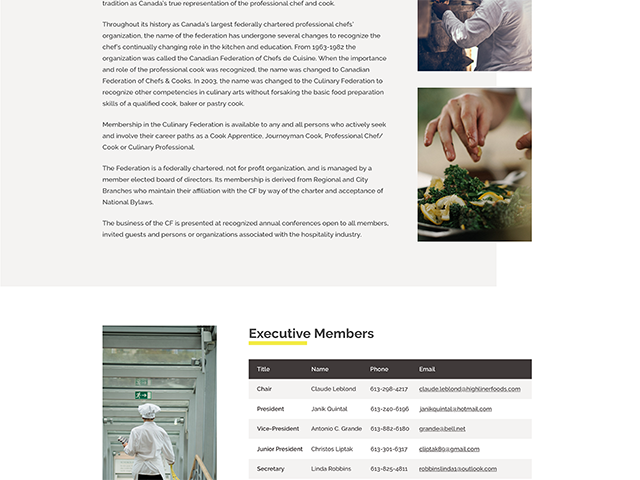 tradition as Canada's true representation of the professional chef and cook.
Throughout its history as Canada's largest federally chartered professional chefs'
organization, the name of the federation has undergone several changes to recognize the
chef's continually changing role in the kitchen and education. From 1963-1982 the
organization was called the Canadian Federation of Chefs de Cuisine. When the importance
and role of the professional cook was recognized, the name was changed to Canadian
Federation of Chefs & Cooks. In 2003, the name was changed to the Culinary Federation to
recognize other competencies in culinary arts without forsaking the basic food preparation
skills of a qualified cook, baker or pastry cook.
Membership in the Culinary Federation is available to any and all persons who actively seek
and involve their career paths as a Cook Apprentice, Journeyman Cook, Professional Chef/
Cook or Culinary Professional.
The Federation is a federally chartered, not for profit organization, and is managed by a
member elected board of directors. Its membership is derived from Regional and City
Branches who maintain their affiliation with the CF by way of the charter and acceptance of
National Bylaws.
The business of the CF is presented at recognized annual conferences open to all members,
invited guests and persons or organizations associated with the hospitality industry.
Executive Members
Title Name Phone Email
Chair Claude Leblond 613-298-4217 claude.leblond@highlinerfoods.com
President Janik Quintal 613-240-6196 janikquintal@hotmail.com
Vice-President Antonio C. Grande 613-882-6180 grande@bell.net
Junior President Christos Liptak 613-301-6317 cliptak89@gmail.com
Secretary Linda Robbins 613-825-4811 robbinslinda1@outlook.com